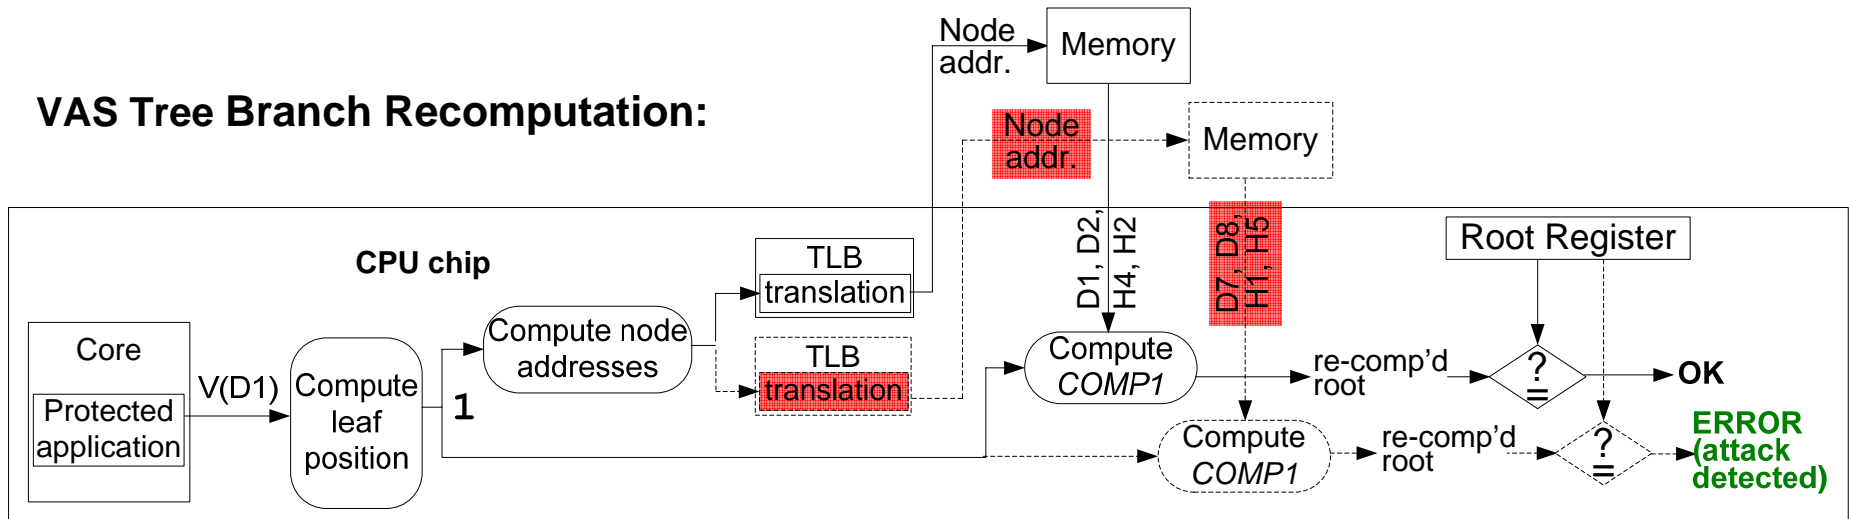 Node
addr.
Memory
VAS Tree Branch Recomputation:
Node
addr.
Memory
D1, D2,
H4, H2
D7, D8,
H1, H5
Root Register
CPU chip
TLB
translation
Core
Protected
application
V(D1)
Compute
leaf
position
1
Compute node
addresses
TLB
translation
Compute
COMP1
re-comp'd
root
?
=
OK
Compute
COMP1
re-comp'd
root
?
=
ERROR
(attack
detected)